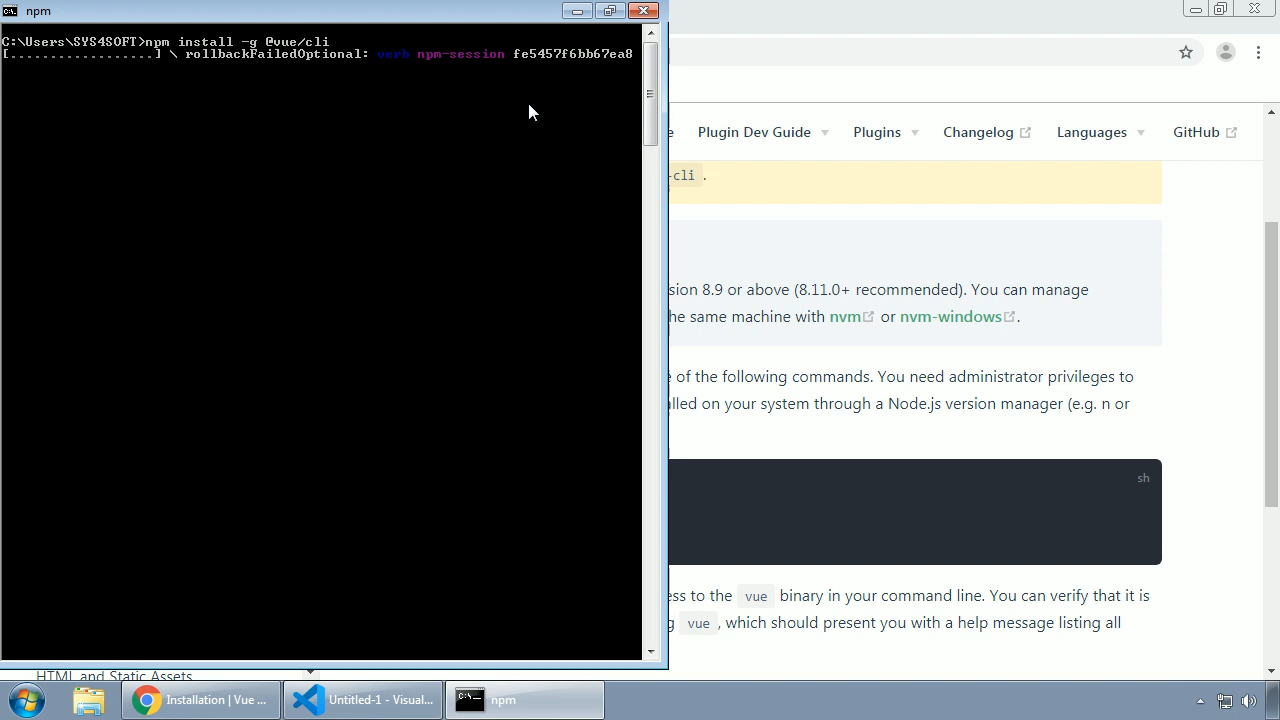 npm
C:\Users\SYS4SOFT>npm install -g @vue/cli
[..................] \ rollbackFailedOptional: verb npm-session fe5457f6bb67ea8
Plugin Dev Guide
Plugins
Changelog
Languages
GitHub
-cli .
sion 8.9 or above (8.11.0+ recommended). You can manage
he same machine with nvm or nvm-windows.
of the following commands. You need administrator privileges to
alled on your system through a Node.js version manager (e.g. n or
sh
ess to the vue binary in your command line. You can verify that it is
g vue , which should present you with a help message listing all
HTML and Static Assets
Installation | Vue ...
Untitled-1 - Visual...
npm